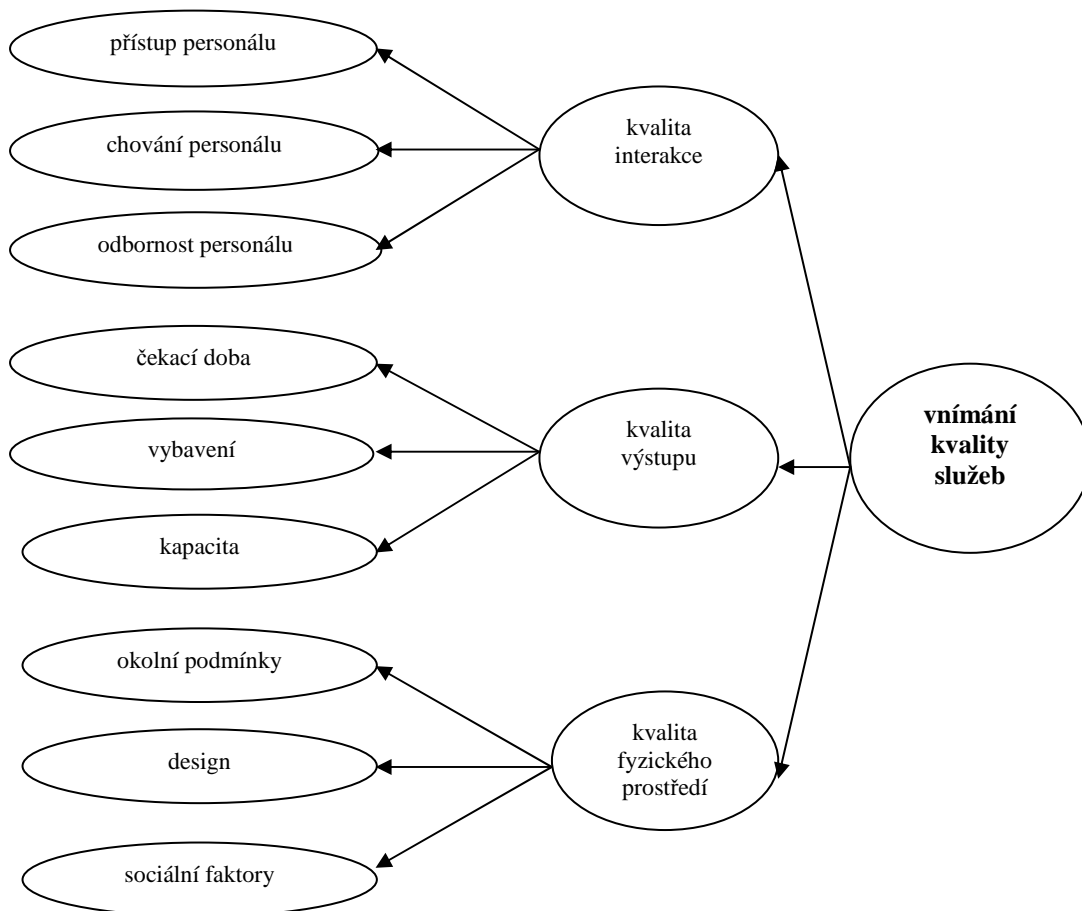 přístup personálu
chování personálu
odbornost personálu
kvalita
interakce
čekací doba
vybavení
kapacita
kvalita
výstupu
vnímání
kvality
služeb
okolní podmínky
design
sociální faktory
kvalita
fyzického
prostředí